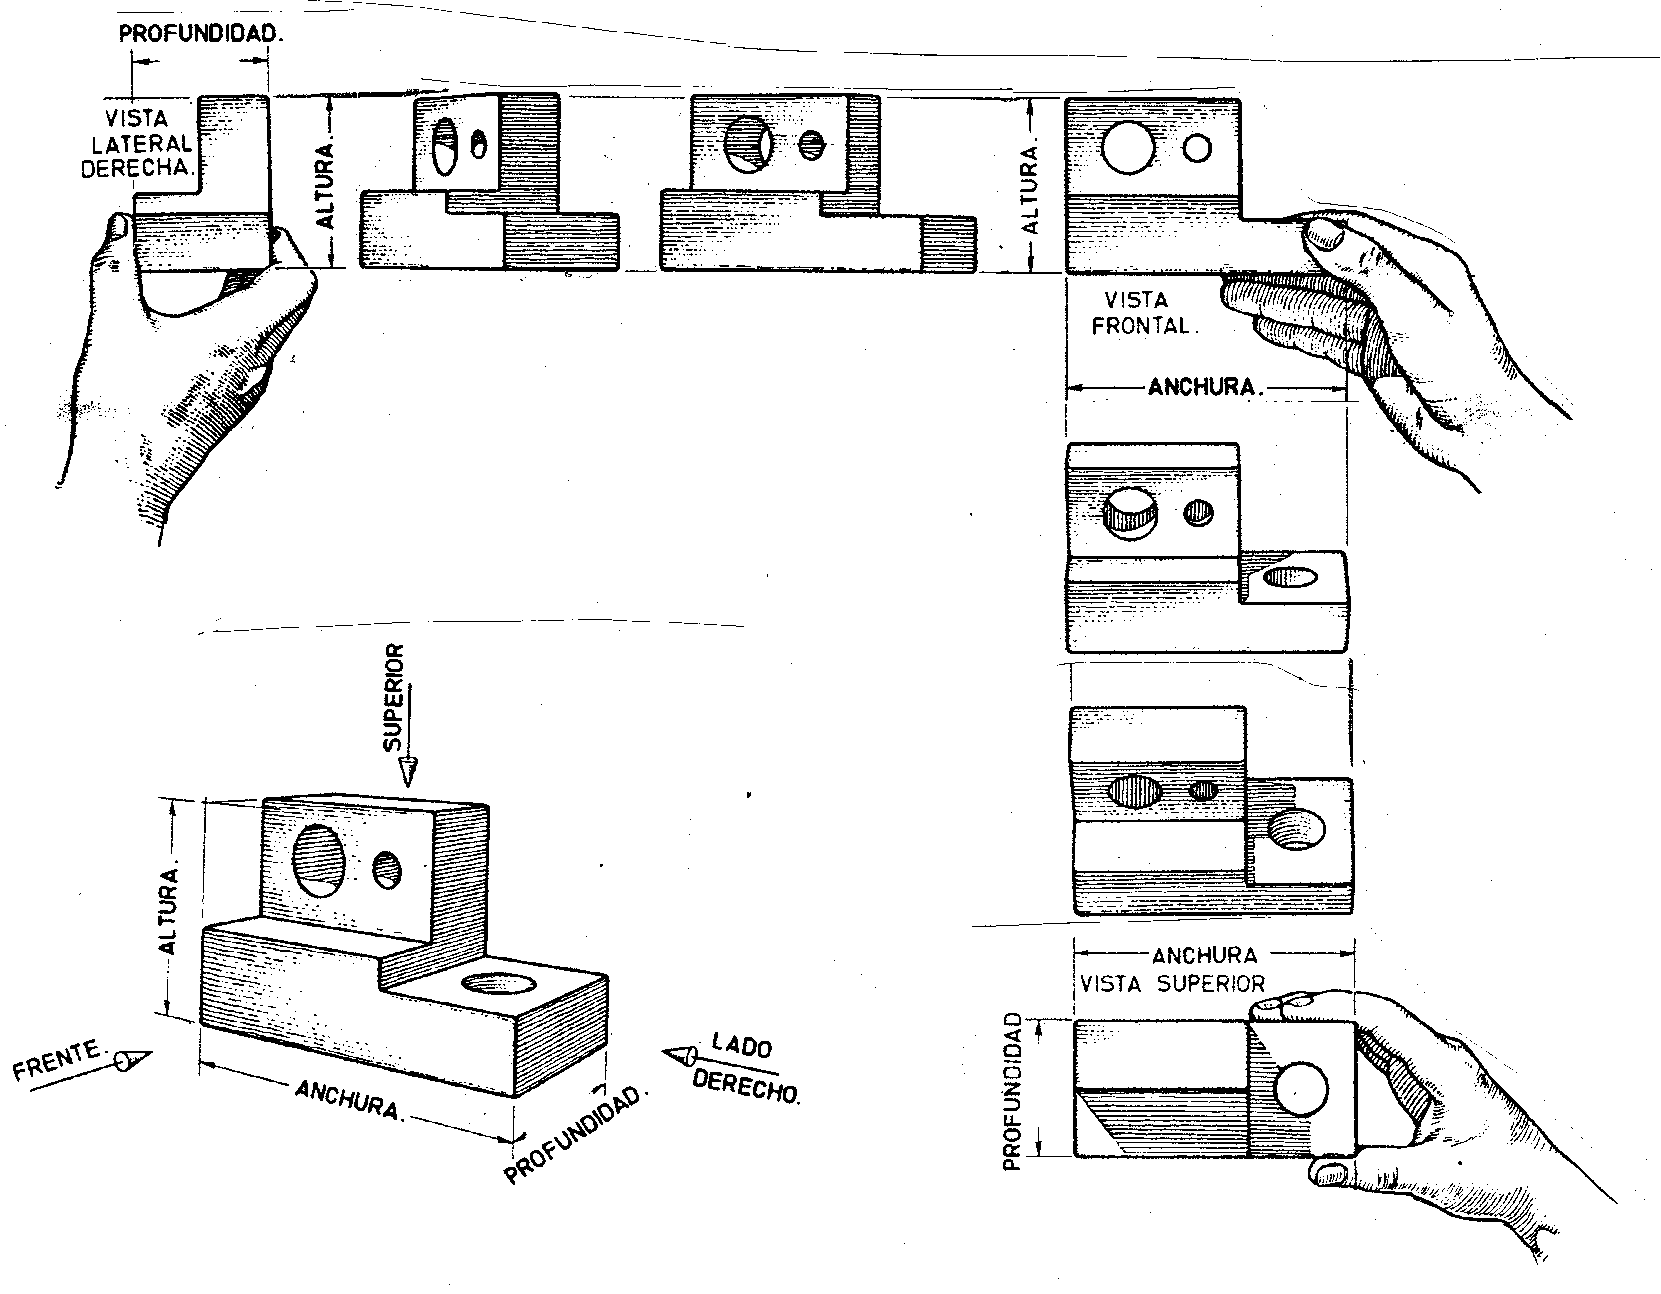 PROFUNDIDAD.
VISTA
LATERAL
DERECHA.
ALTURA.
ALTURA.
VISTA
FRONTAL.
ANCHURA.
SUPERIOR
ALTURA.
FRENTE.
ANCHURA.
PROFUNDIDAD.
LADO
DERECHO.
ANCHURA
VISTA SUPERIOR
PROFUNDIDAD